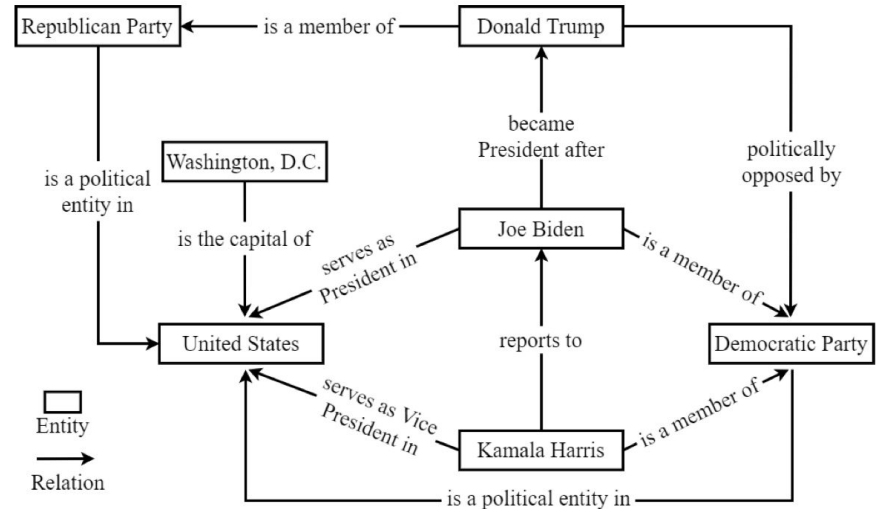 Republican Party
is a member of
Donald Trump
became
President after
politically
opposed by
is a political
entity in
Washington, D.C.
is the capital of
serves as
President in
Joe Biden
is a member of
United States
reports to
Democratic Party
serves as Vice
President in
Kamala Harris
is a member of
is a political entity in
Entity
Relation